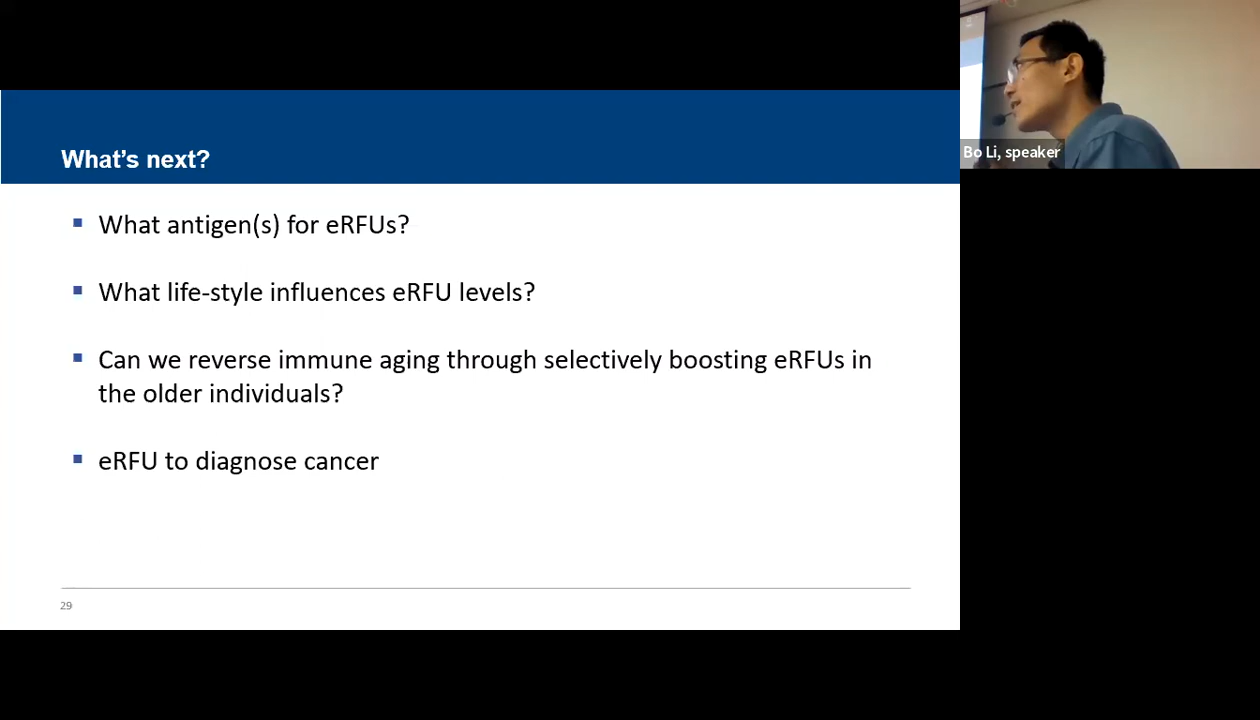 What's next?
What antigen(s) for eRFUs?
What life-style influences eRFU levels?
Can we reverse immune aging through selectively boosting eRFUs in
the older individuals?
eRFU to diagnose cancer
29
Bo Li, speaker